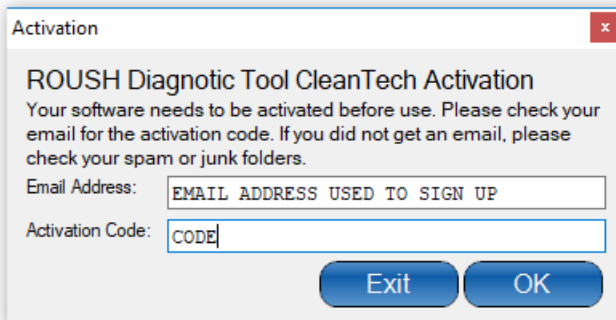 Activation
x
ROUSH Diagnostic Tool CleanTech Activation
Your software needs to be activated before use. Please check your
email for the activation code. If you did not get an email, please
check your spam or junk folders.
Email Address: EMAIL ADDRESS USED TO SIGN UP
Activation Code: CODE
Exit OK